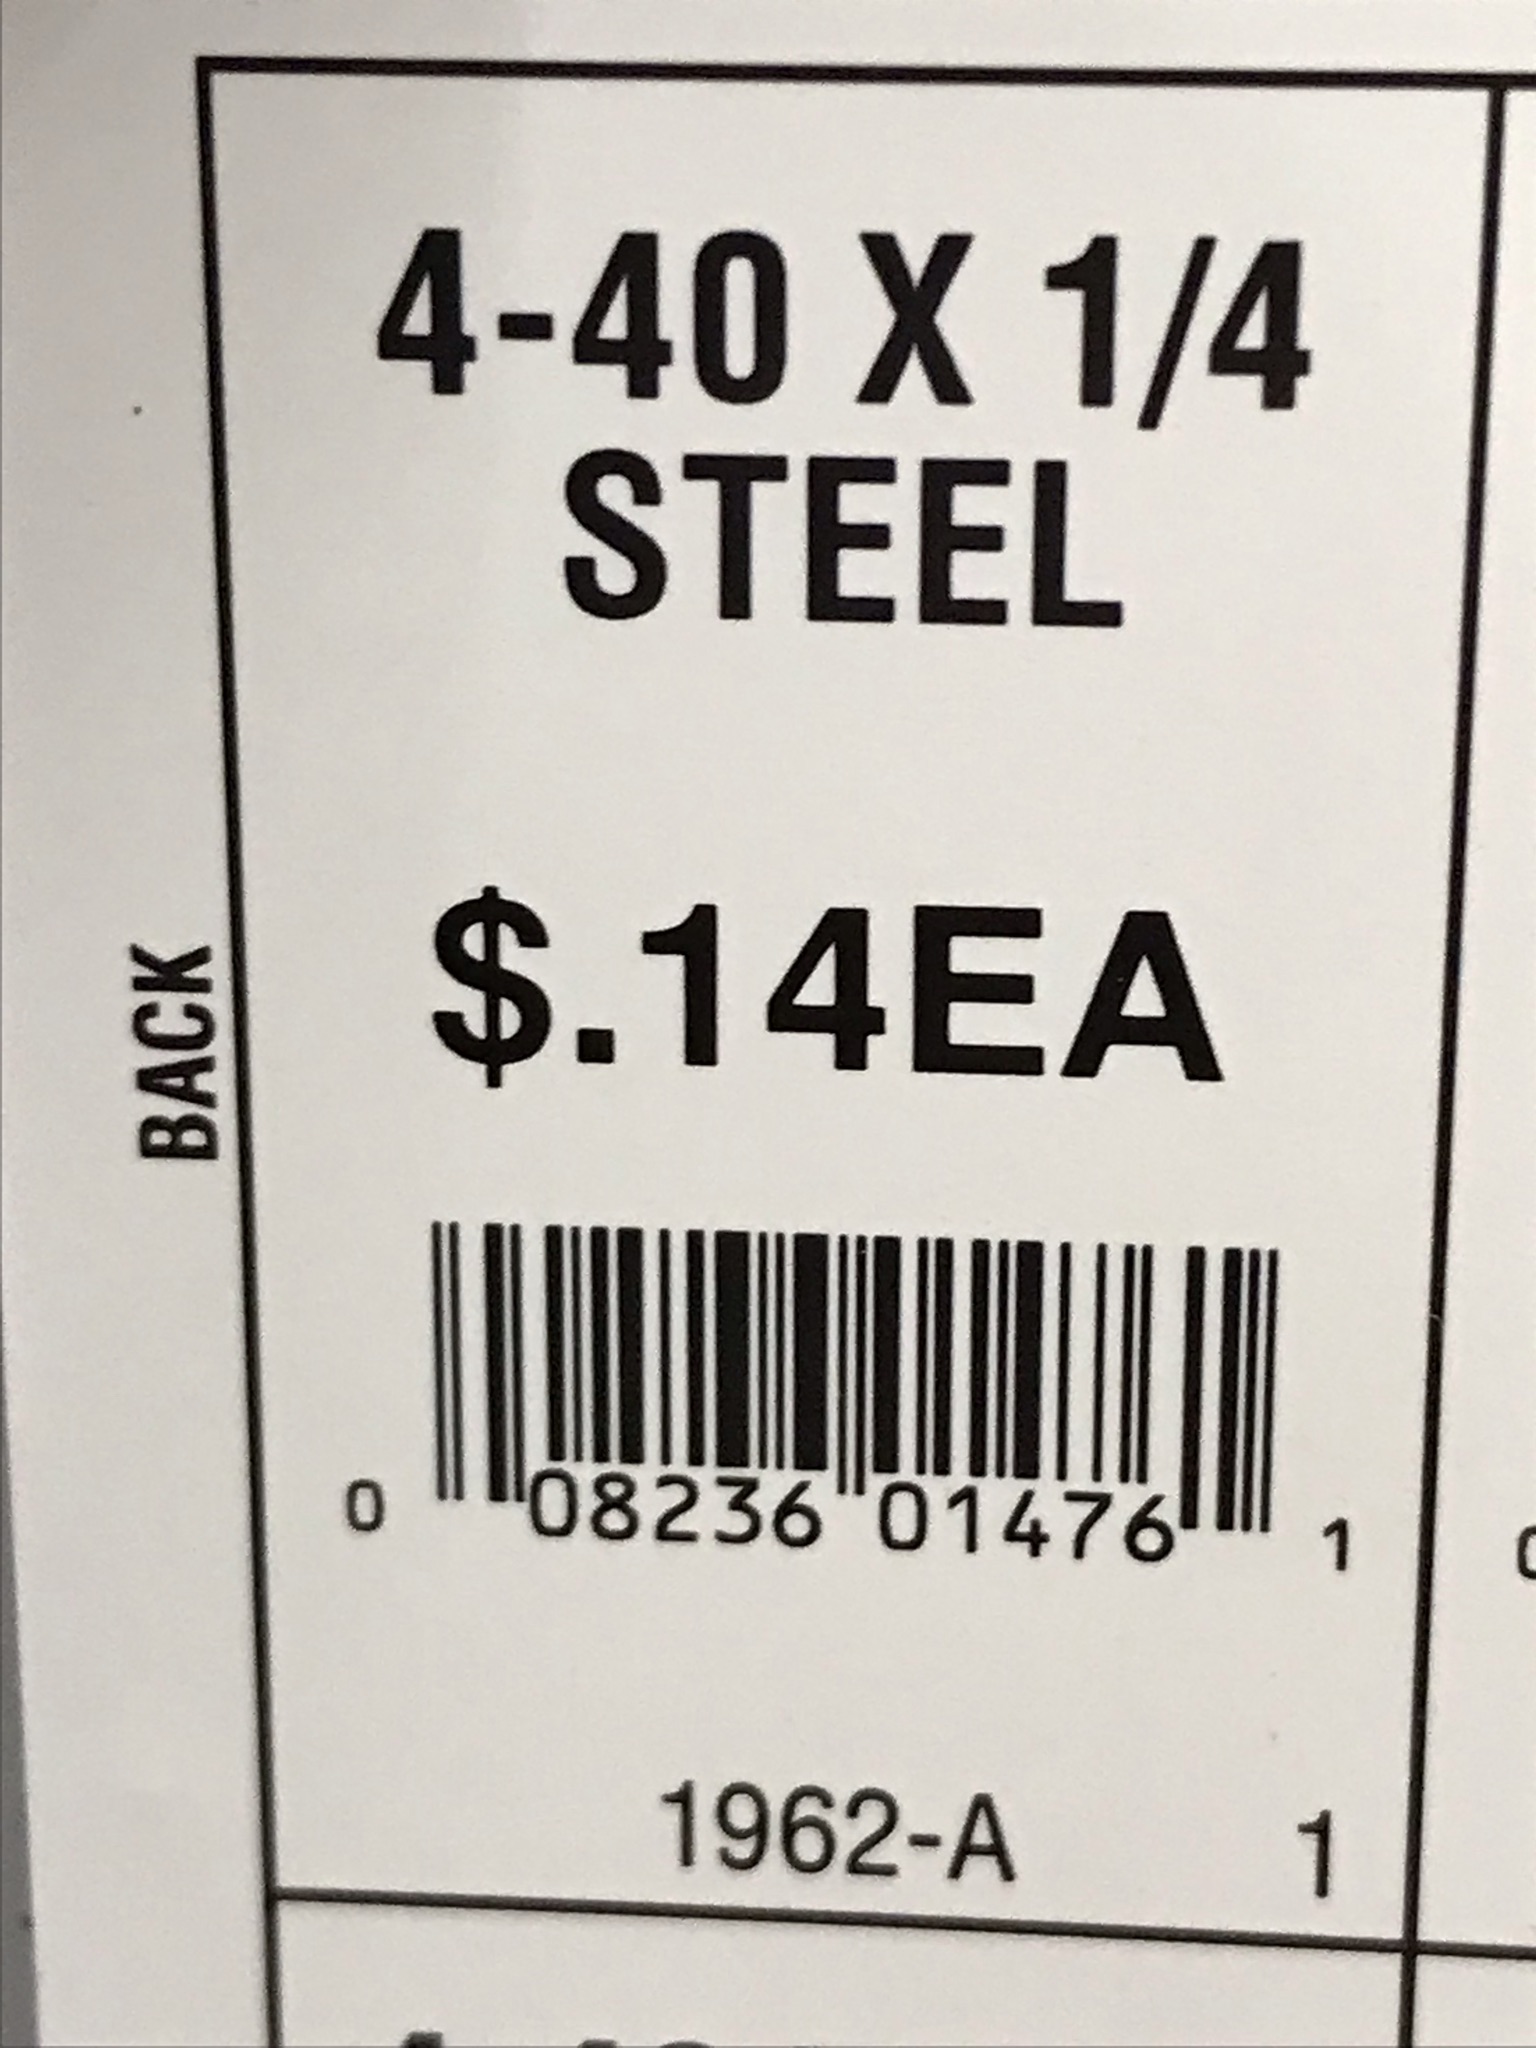 4-40 X 1/4
STEEL
$.14EA
BACK
0 08236 01476 1
1962-A 1